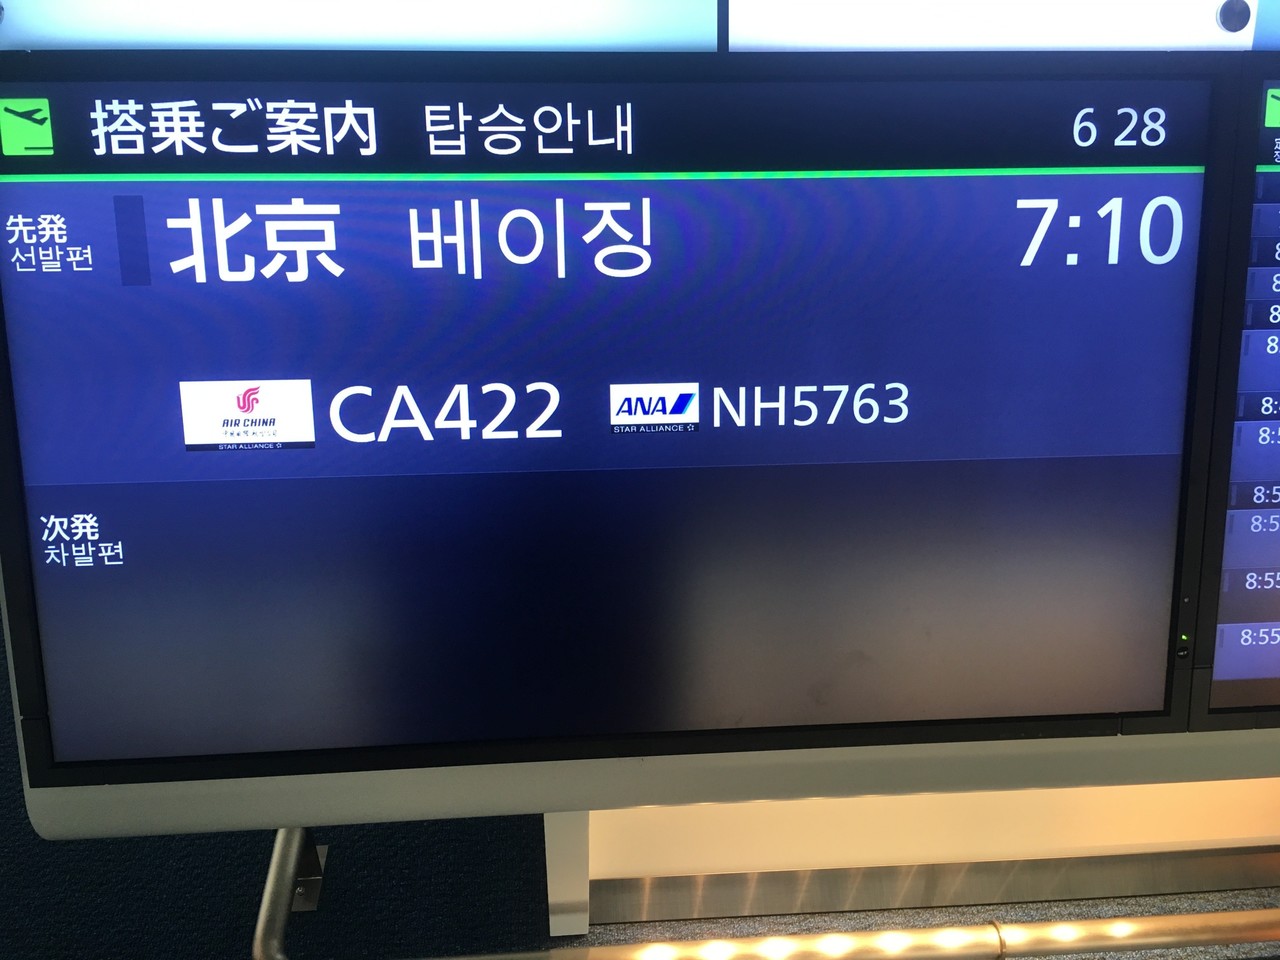 搭乗ご案内 탑승안내 6 28
先発 北京 베이징 7:10
선발편
AIR CHINA CA422 ANA NH5763
STAR ALLIANCE STAR ALLIANCE
次発
차발편
8:55
8:55